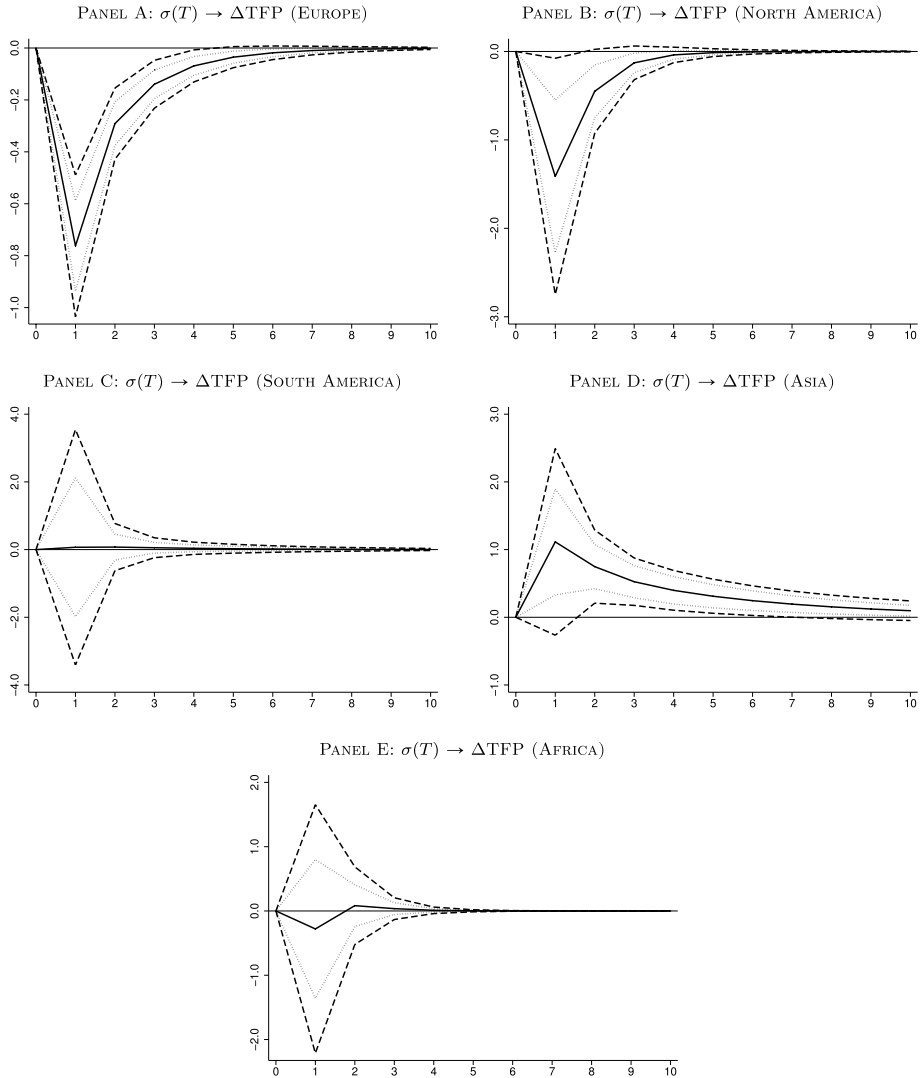 PANEL A: σ(T) → ΔTFP (EUROPE)
0.0
−0.2
−0.4
−0.6
−0.8
−1.0
0 1 2 3 4 5 6 7 8 9 10
PANEL B: σ(T) → ΔTFP (NORTH AMERICA)
0.0
−1.0
−2.0
−3.0
0 1 2 3 4 5 6 7 8 9 10
PANEL C: σ(T) → ΔTFP (SOUTH AMERICA)
4.0
2.0
0.0
−2.0
−4.0
0 1 2 3 4 5 6 7 8 9 10
PANEL D: σ(T) → ΔTFP (ASIA)
3.0
2.0
1.0
0.0
−1.0
0 1 2 3 4 5 6 7 8 9 10
PANEL E: σ(T) → ΔTFP (AFRICA)
2.0
1.0
0.0
−1.0
−2.0
0 1 2 3 4 5 6 7 8 9 10